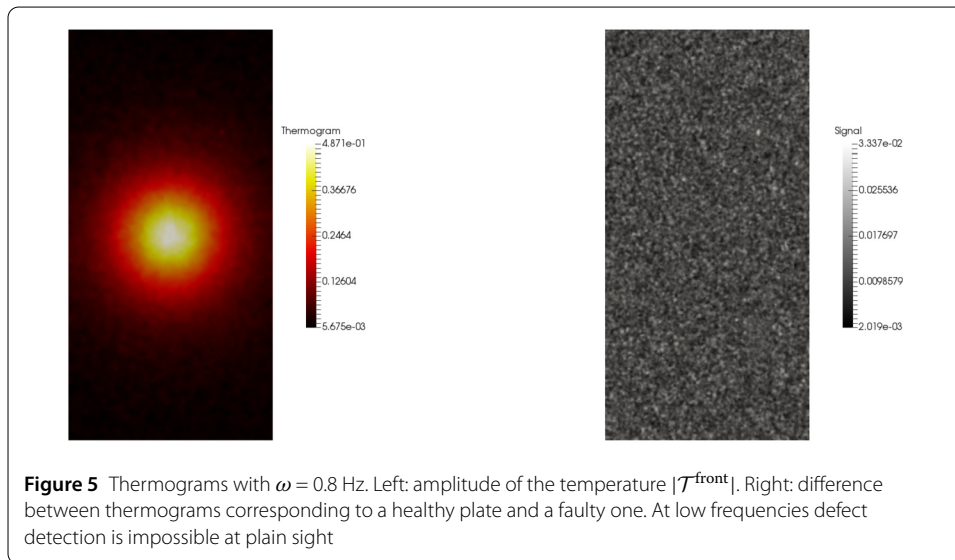 Thermogram
4.871e-01
0.36676
0.2464
0.12604
5.675e-03
Signal
3.337e-02
0.025536
0.017697
0.0098579
2.019e-03
Figure 5 Thermograms with ω = 0.8 Hz. Left: amplitude of the temperature |𝒯^front|. Right: difference
between thermograms corresponding to a healthy plate and a faulty one. At low frequencies defect
detection is impossible at plain sight